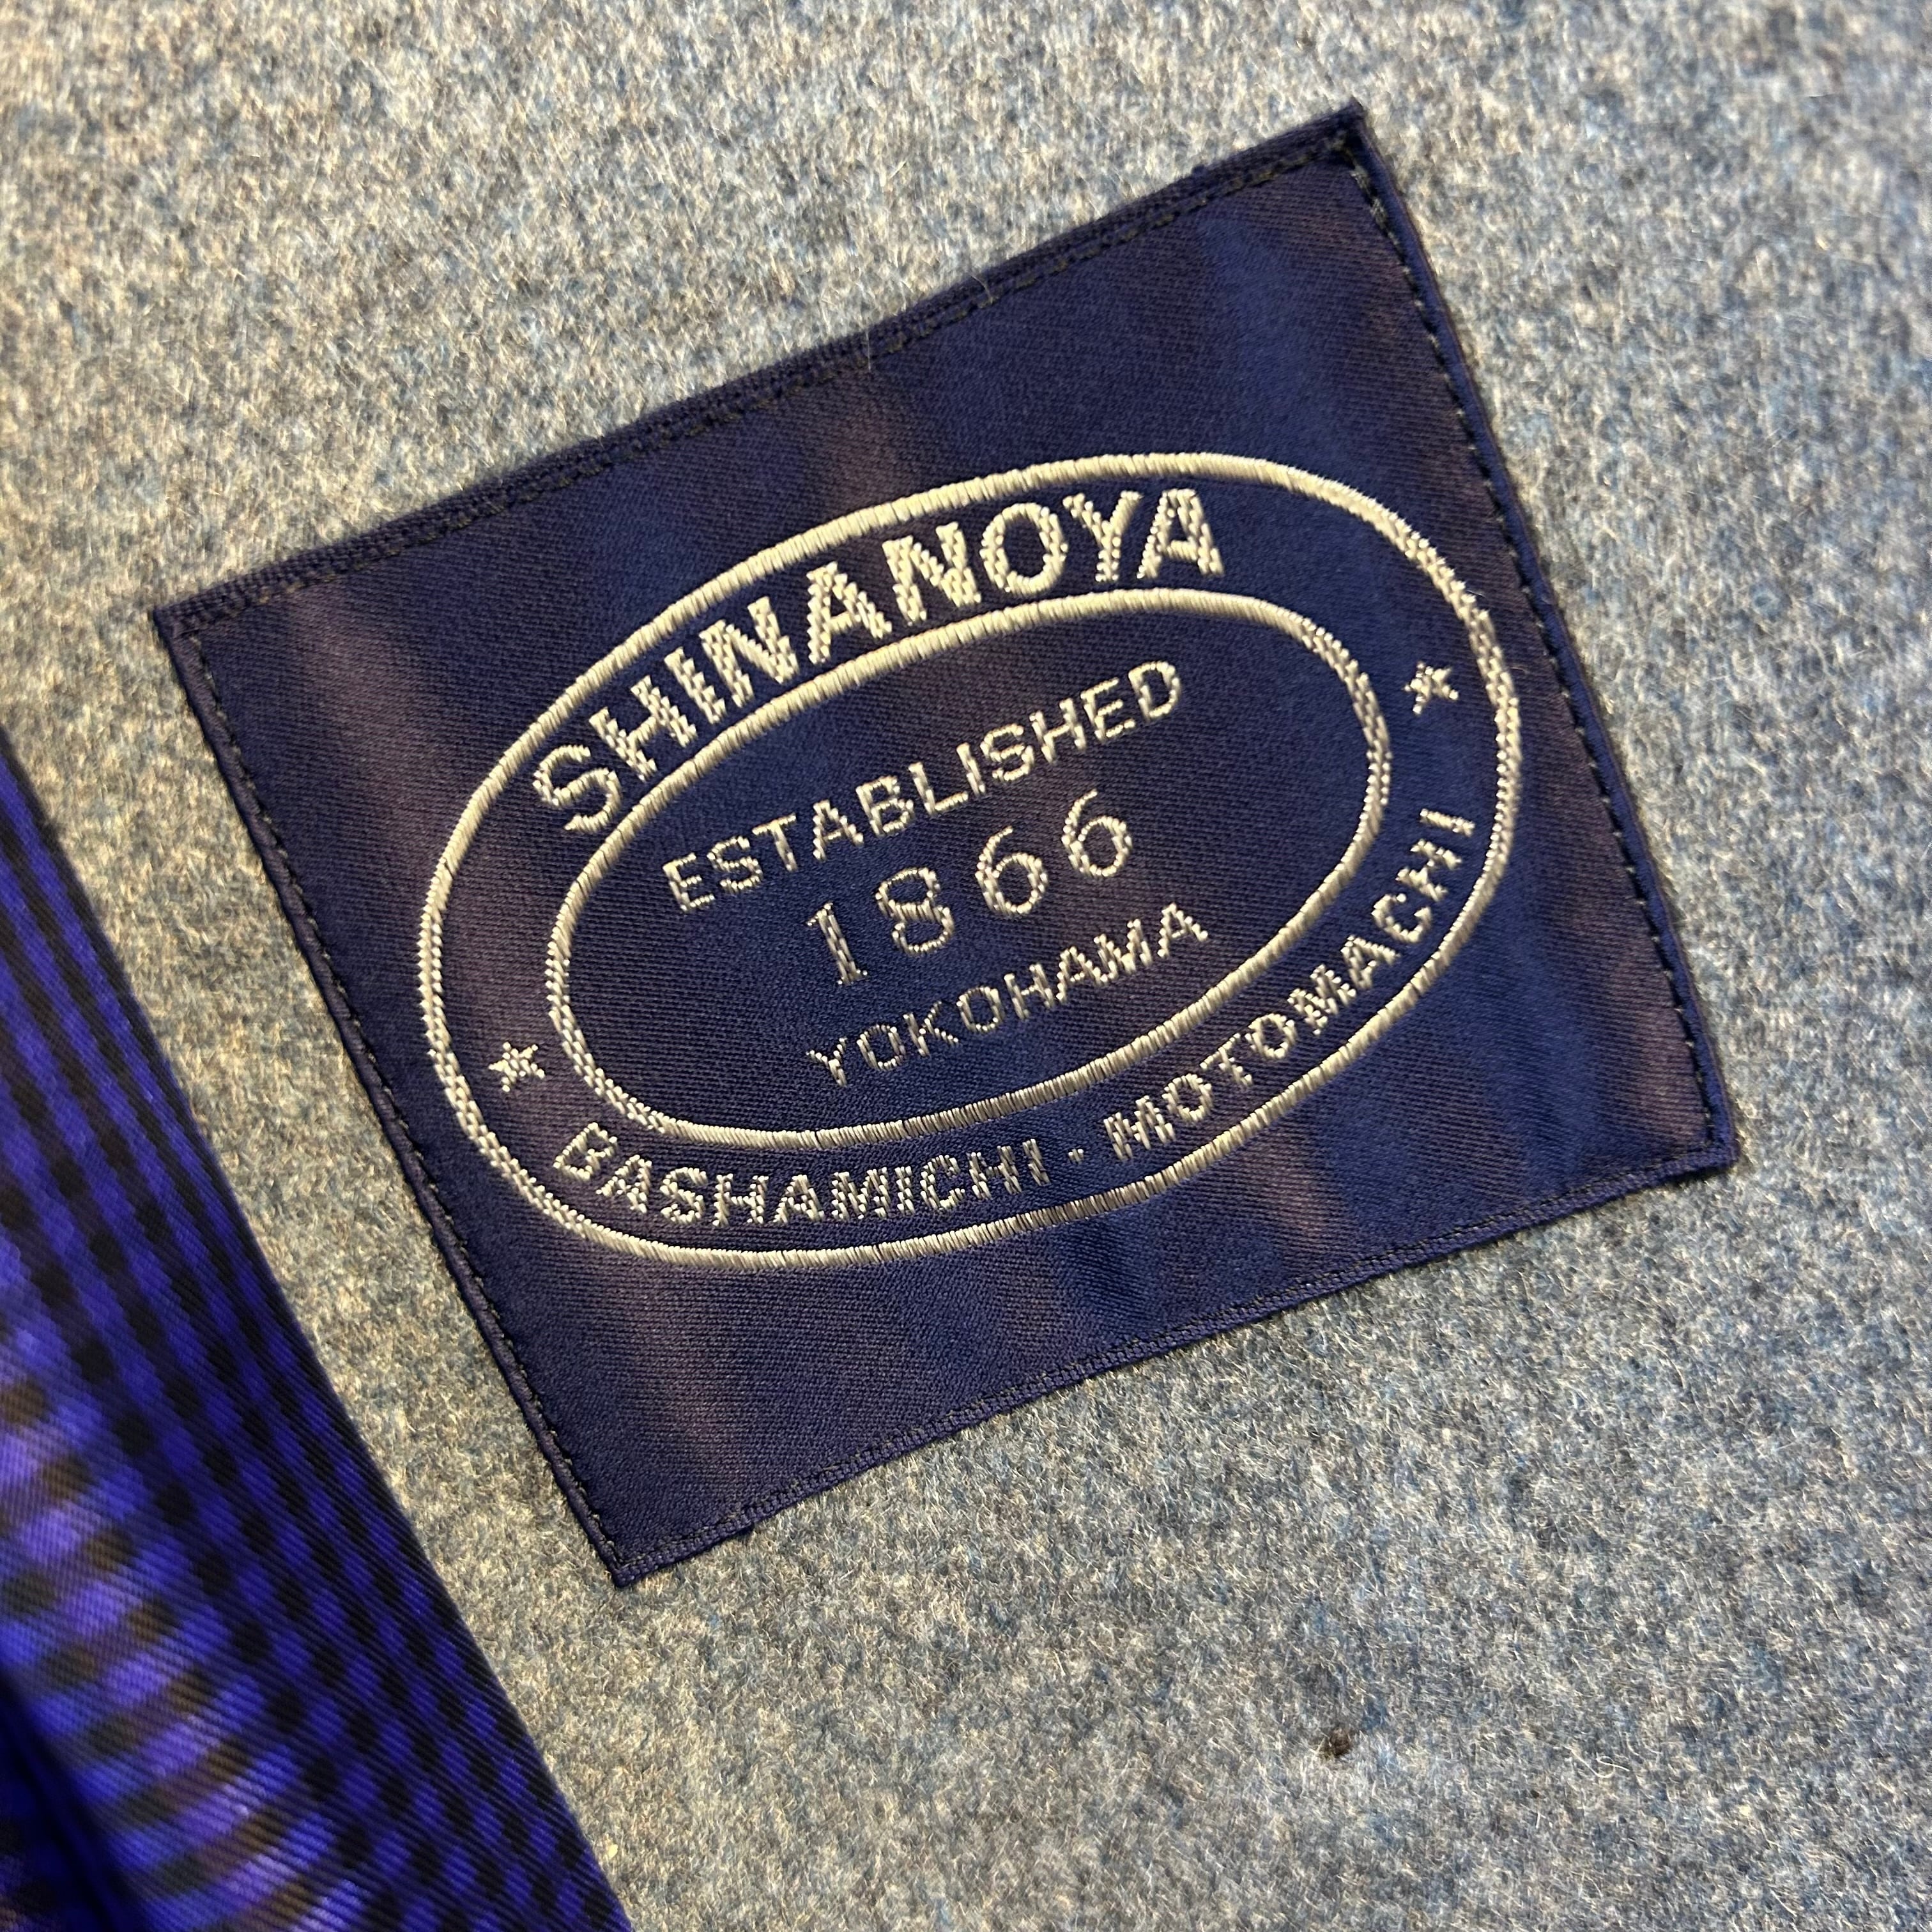 SHINANOYA
ESTABLISHED
1866
YOKOHAMA
BASHAMICHI · MOTOMACHI